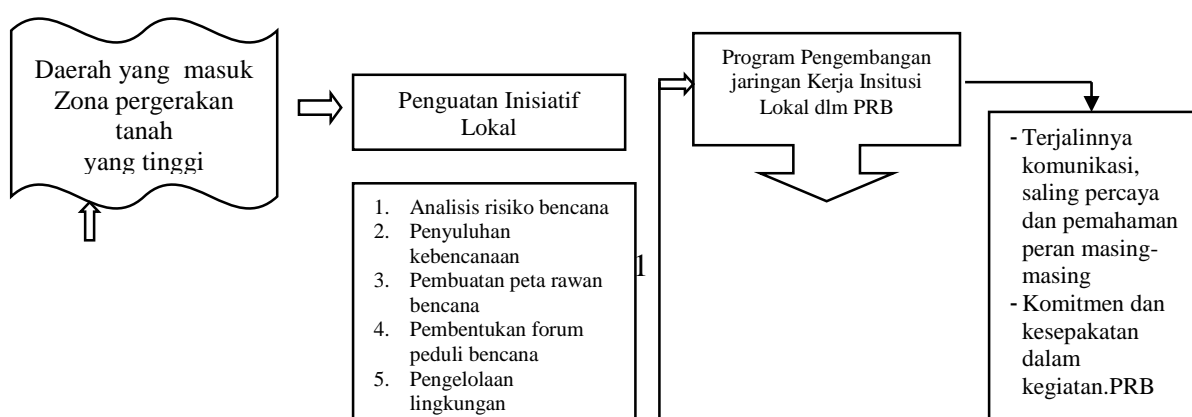 Daerah yang masuk
Zona pergerakan
tanah
yang tinggi
Penguatan Inisiatif
Lokal
1. Analisis risiko bencana
2. Penyuluhan
kebencanaan
3. Pembuatan peta rawan
bencana
4. Pembentukan forum
peduli bencana
5. Pengelolaan
lingkungan
1
Program Pengembangan
jaringan Kerja Insitusi
Lokal dlm PRB
- Terjalinnya
komunikasi,
saling percaya
dan pemahaman
peran masing-
masing
- Komitmen dan
kesepakatan
dalam
kegiatan.PRB